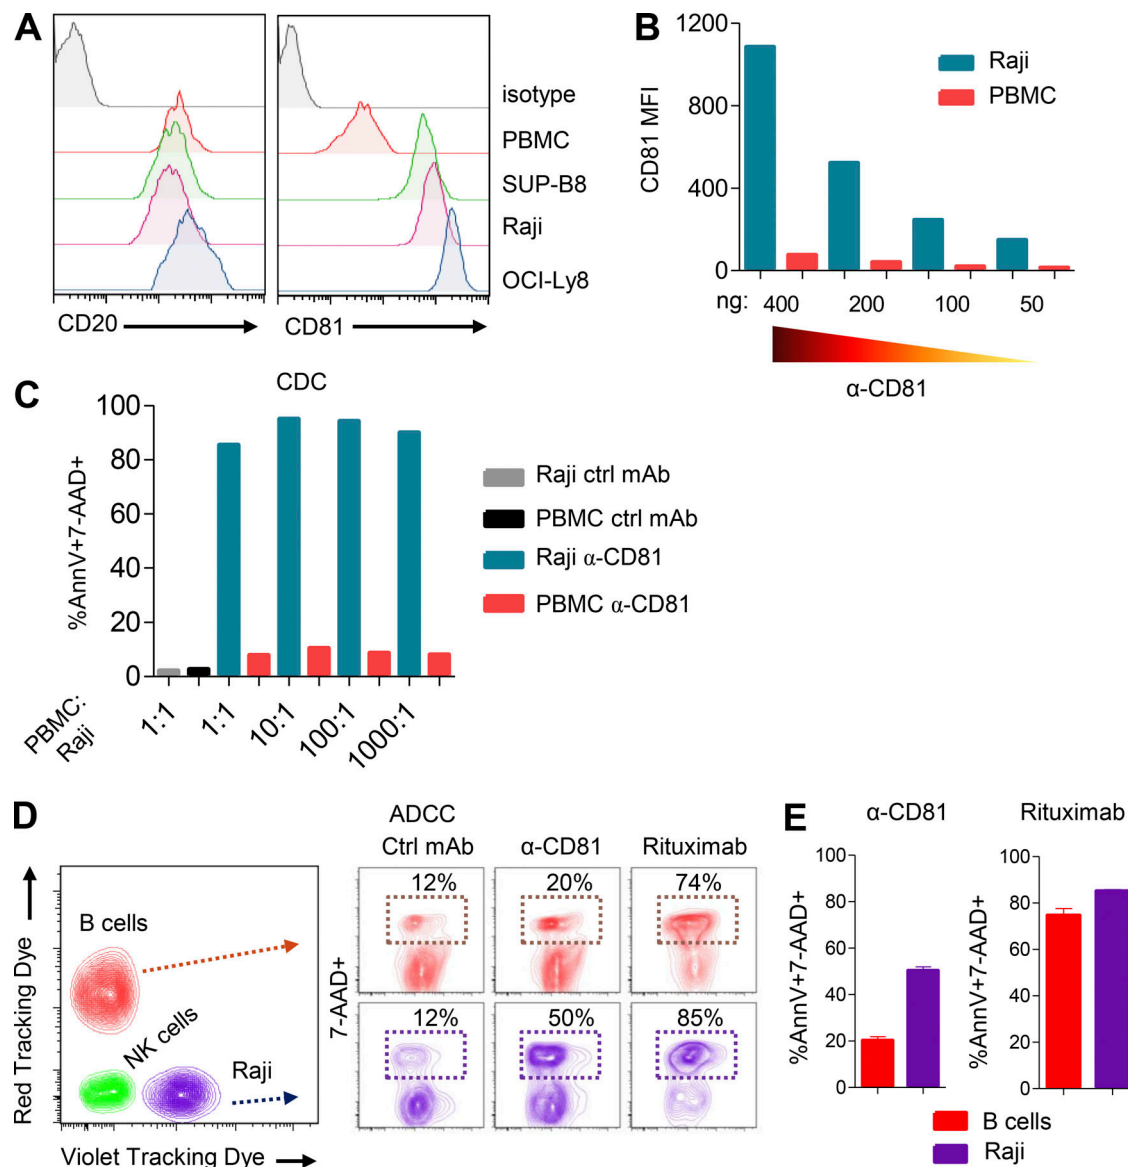 A
isotype
PBMC
SUP-B8
Raji
OCI-Ly8
CD20
CD81
B
CD81 MFI
1200
800
400
0
Raji
PBMC
ng: 400 200 100 50
α-CD81
C
CDC
%AnnV+7-AAD+
100
80
60
40
20
0
PBMC:
Raji
1:1 1:1 10:1 100:1 1000:1
Raji ctrl mAb
PBMC ctrl mAb
Raji α-CD81
PBMC α-CD81
D
Red Tracking Dye
B cells
NK cells
Raji
Violet Tracking Dye
ADCC
Ctrl mAb α-CD81 Rituximab
7-AAD+
12% 20% 74%
12% 50% 85%
E
α-CD81 Rituximab
%AnnV+7-AAD+
100
80
60
40
20
0
%AnnV+7-AAD+
100
80
60
40
20
0
B cells
Raji